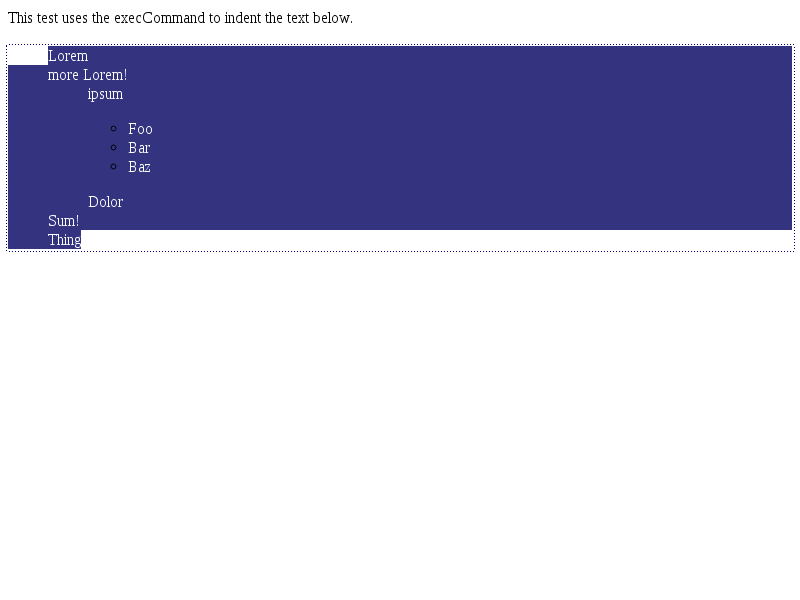 This test uses the execCommand to indent the text below.
Lorem
more Lorem!
ipsum
Foo
Bar
Baz
Dolor
Sum!
Thing